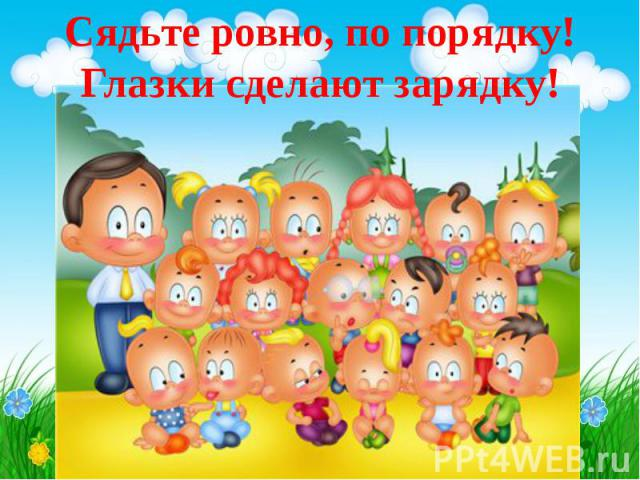 Сядьте ровно, по порядку!
Глазки сделают зарядку!
PPt4WEB.ru